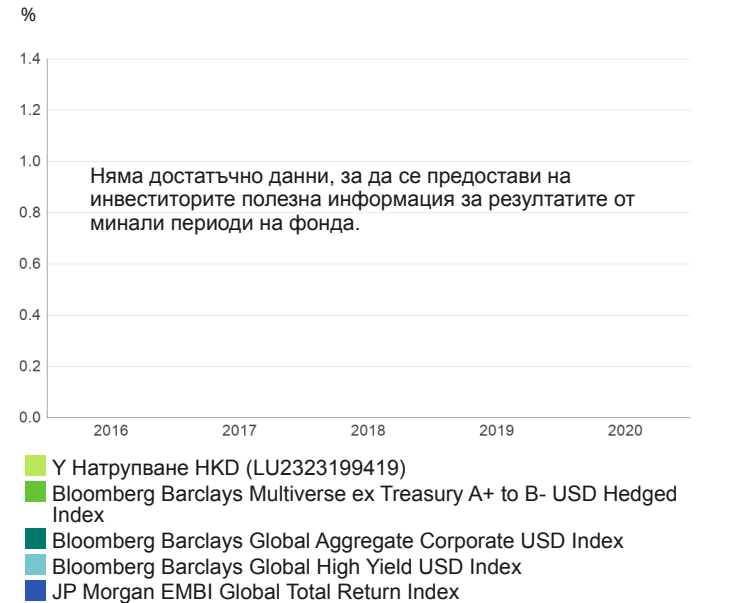 %
1.4
1.2
1.0
Няма достатъчно данни, за да се предостави на
инвеститорите полезна информация за резултатите от
минали периоди на фонда.
0.8
0.6
0.4
0.2
0.0
2016 2017 2018 2019 2020
Y Натрупване HKD (LU2323199419)
Bloomberg Barclays Multiverse ex Treasury A+ to B- USD Hedged
Index
Bloomberg Barclays Global Aggregate Corporate USD Index
Bloomberg Barclays Global High Yield USD Index
JP Morgan EMBI Global Total Return Index